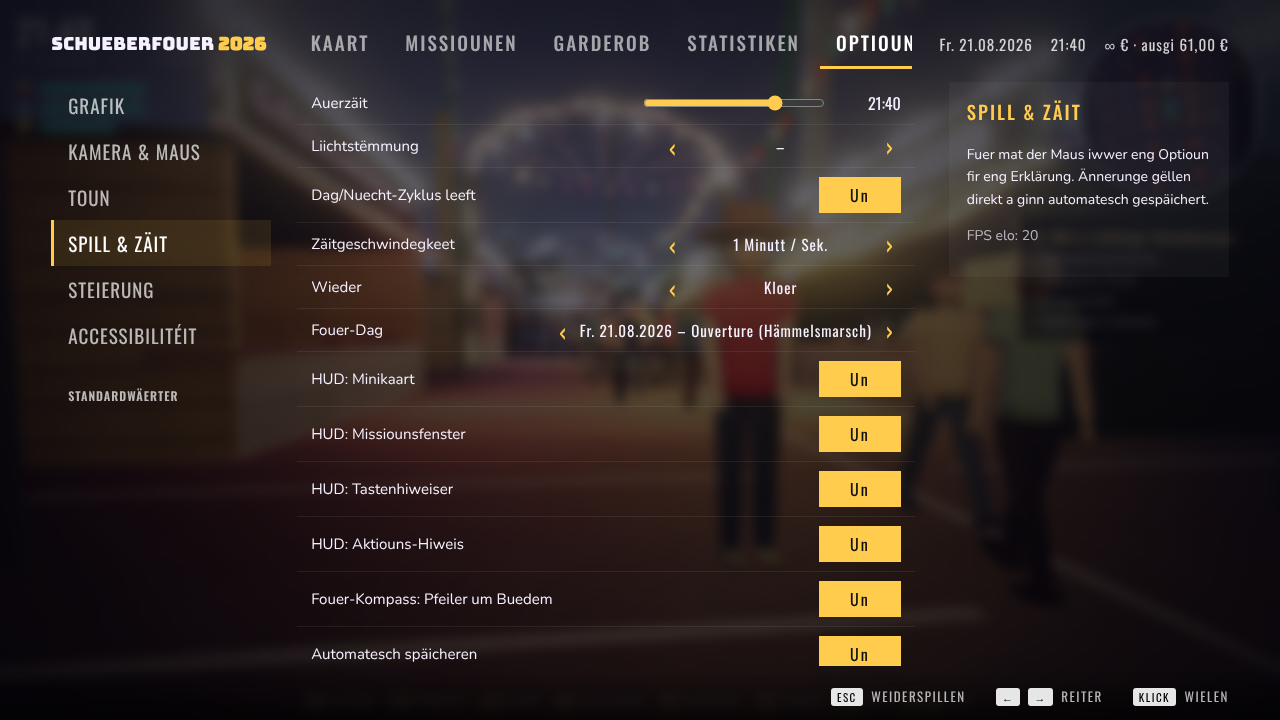 SCHUEBERFOUER 2026
KAART MISSIOUNEN GARDEROB STATISTIKEN OPTIOUN
Fr. 21.08.2026 21:40 ∞ € · ausgi 61,00 €
GRAFIK
KAMERA & MAUS
TOUN
SPILL & ZÄIT
STEIERUNG
ACCESSIBILITÉIT
STANDARDWÄERTER
Auerzäit 21:40
Liichtstëmmung ‹ – ›
Dag/Nuecht-Zyklus leeft Un
Zäitgeschwindegkeet ‹ 1 Minutt / Sek. ›
Wieder ‹ Kloer ›
Fouer-Dag ‹ Fr. 21.08.2026 – Ouverture (Hämmelsmarsch) ›
HUD: Minikaart Un
HUD: Missiounsfenster Un
HUD: Tastenhiweiser Un
HUD: Aktiouns-Hiweis Un
Fouer-Kompass: Pfeiler um Buedem Un
Automatesch späicheren Un
SPILL & ZÄIT
Fuer mat der Maus iwwer eng Optioun
fir eng Erklärung. Ännerunge gëllen
direkt a ginn automatesch gespäichert.
FPS elo: 20
ESC WEIDERSPILLEN ← → REITER KLICK WIELEN